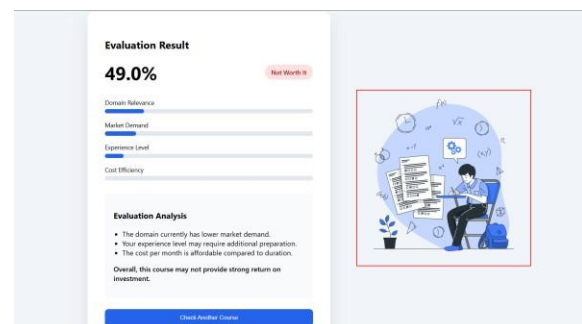 Evaluation Result
49.0%
Not Worth It
Domain Relevance
Market Demand
Experience Level
Cost Efficiency
Evaluation Analysis
• The domain currently has lower market demand.
• Your experience level may require additional preparation.
• The cost per month is affordable compared to duration.
Overall, this course may not provide strong return on
investment.
Check Another Course
f(x)
√x
(x,y)